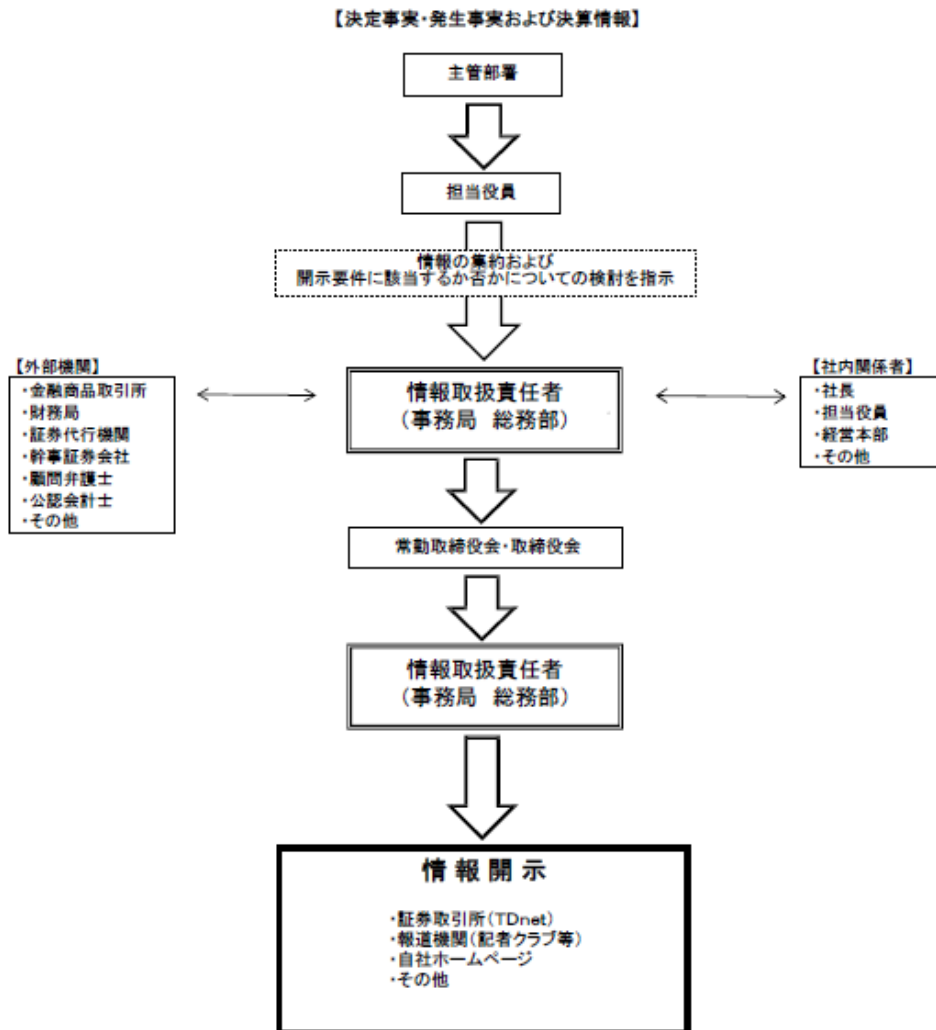 【決定事実・発生事実および決算情報】
主管部署
担当役員
情報の集約および
開示要件に該当するか否かについての検討を指示
【外部機関】
・金融商品取引所
・財務局
・証券代行機関
・幹事証券会社
・顧問弁護士
・公認会計士
・その他
情報取扱責任者
（事務局　総務部）
【社内関係者】
・社長
・担当役員
・経営本部
・その他
常勤取締役会・取締役会
情報取扱責任者
（事務局　総務部）
情報開示
・証券取引所（TDnet）
・報道機関（記者クラブ等）
・自社ホームページ
・その他